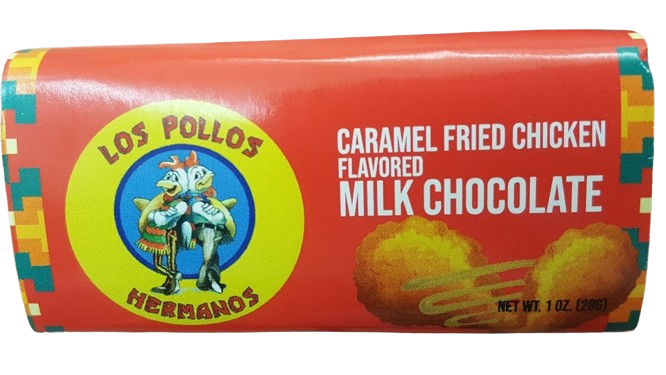 LOS POLLOS
HERMANOS
CARAMEL FRIED CHICKEN
FLAVORED
MILK CHOCOLATE
NET WT. 1 OZ. (28G)